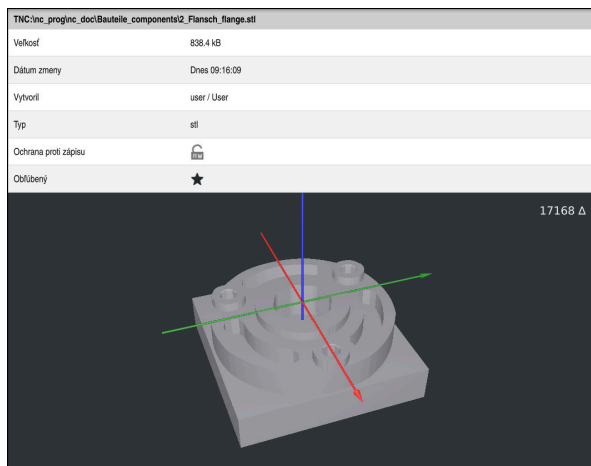 TNC:\nc_prog\nc_doc\Bauteile_components\2_Flansch_flange.stl
Veľkosť 838.4 kB
Dátum zmeny Dnes 09:16:09
Vytvoril user / User
Typ stl
Ochrana proti zápisu
Obľúbený
17168 Δ